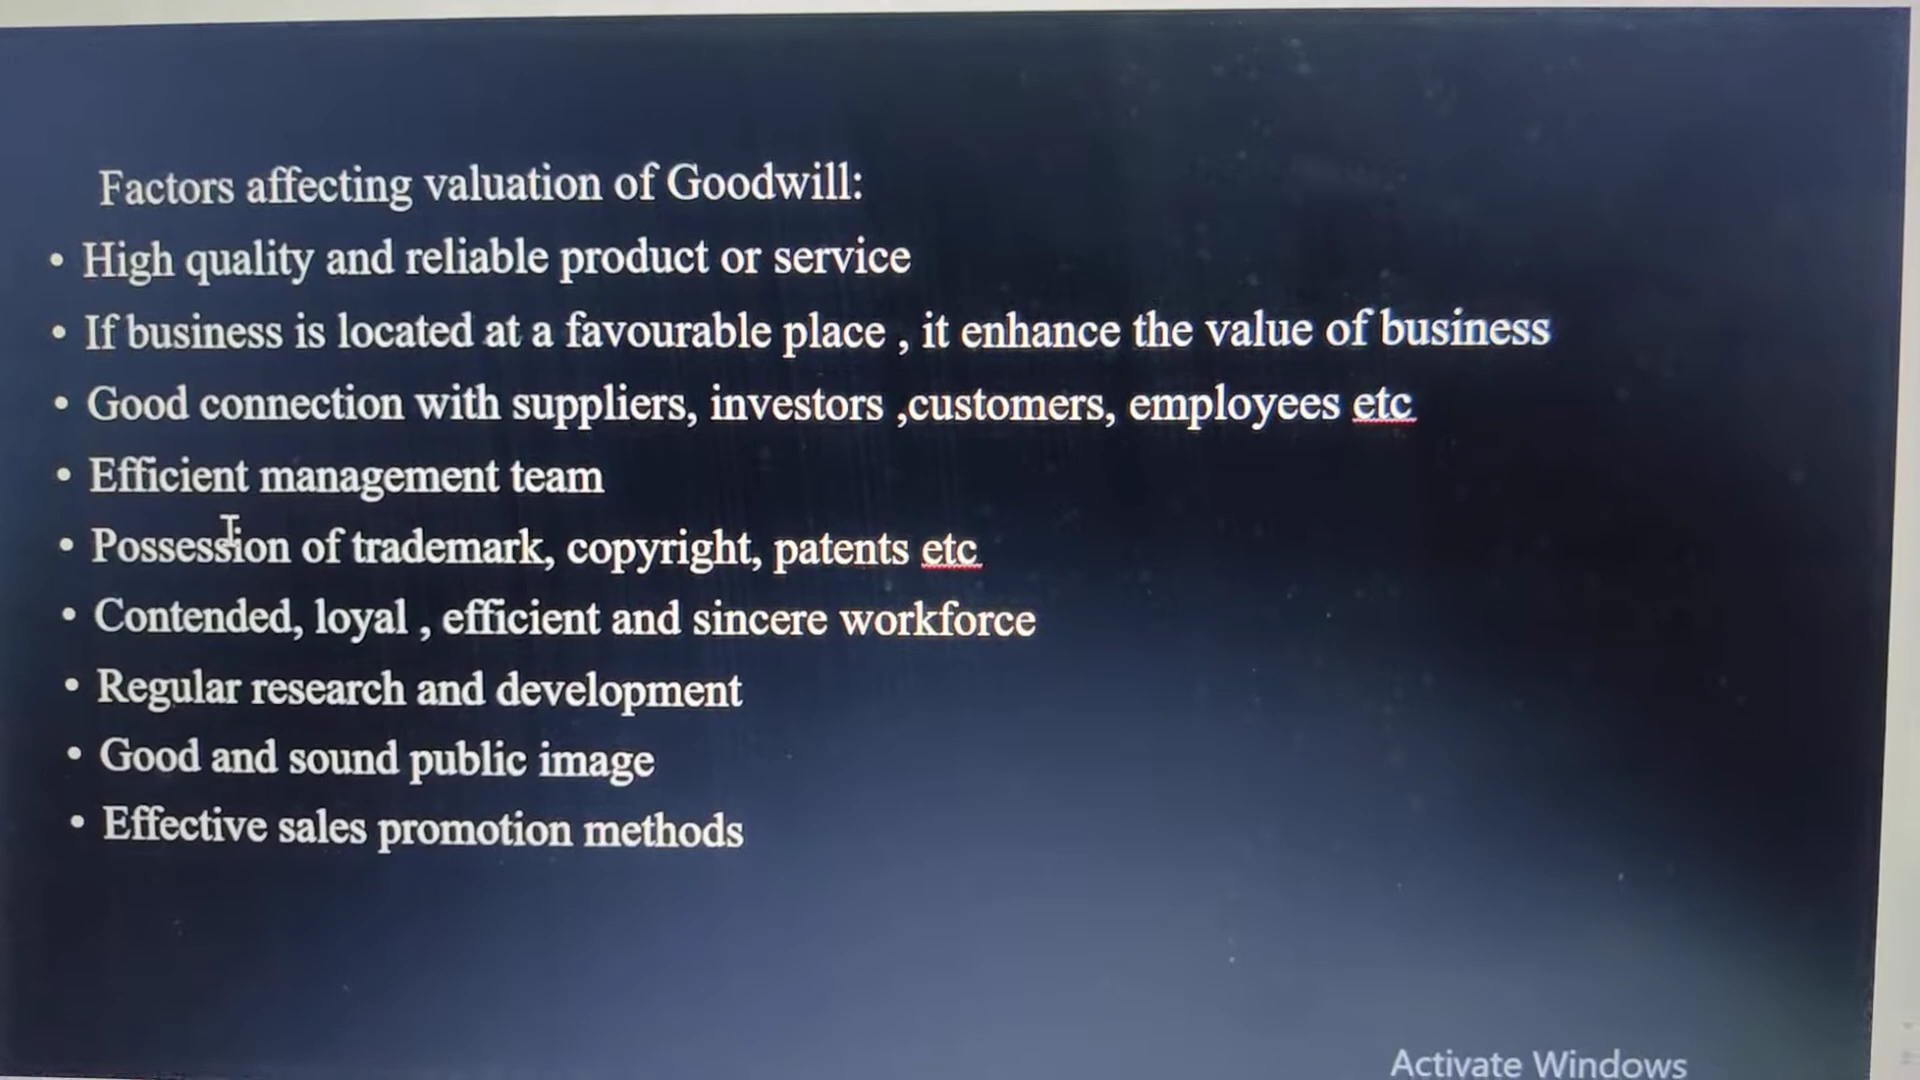 Factors affecting valuation of Goodwill:
• High quality and reliable product or service
• If business is located at a favourable place , it enhance the value of business
• Good connection with suppliers, investors ,customers, employees etc
• Efficient management team
• Possession of trademark, copyright, patents etc
• Contended, loyal , efficient and sincere workforce
• Regular research and development
• Good and sound public image
• Effective sales promotion methods
Activate Windows